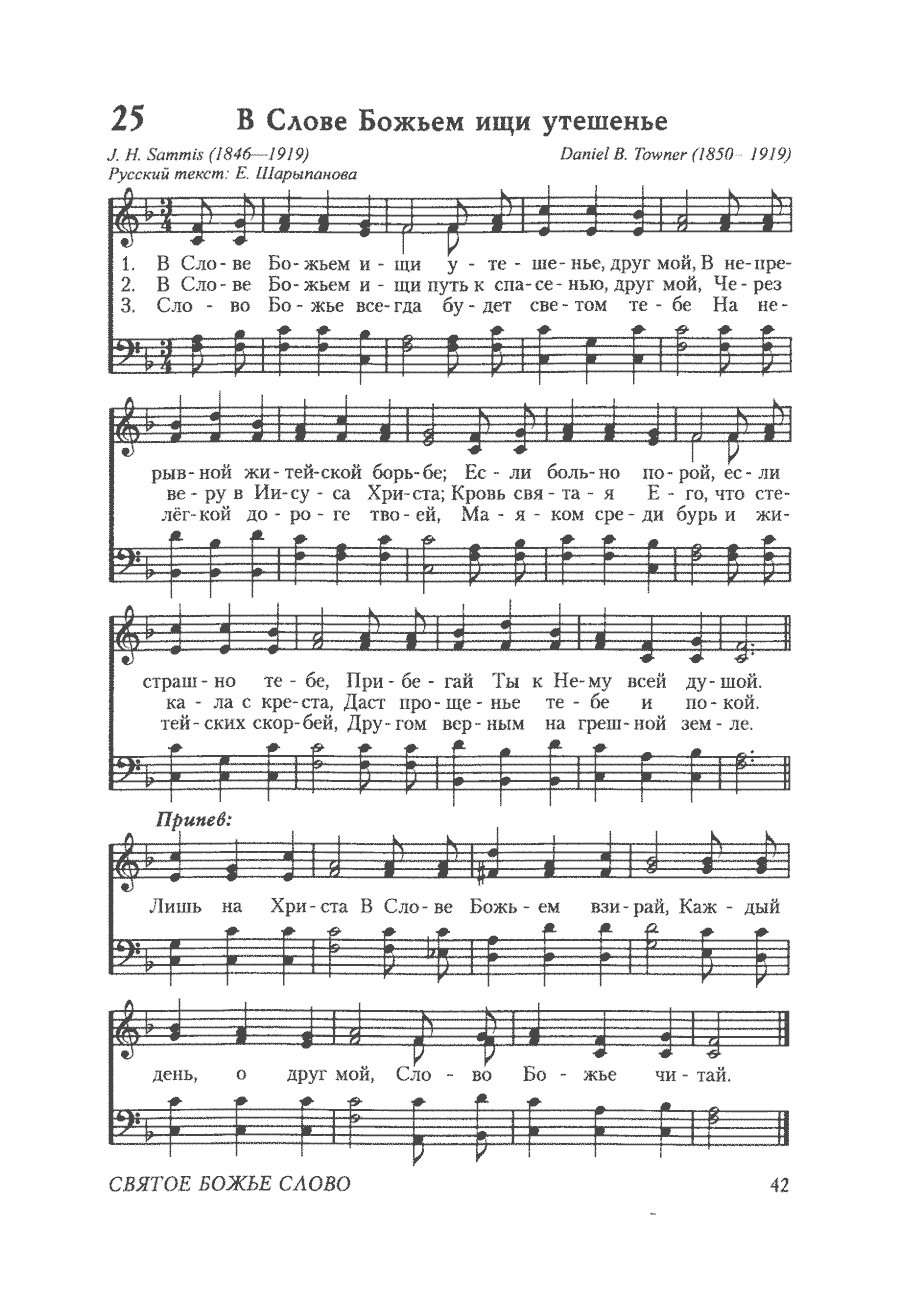 25 В Слове Божьем ищи утешенье
J. H. Sammis (1846—1919) Daniel B. Towner (1850- 1919)
Русский текст: Е. Шарыпанова
1. В Сло- ве Бо- жьем и - щи у - те - ше- нье, друг мой, В не-пре-
2. В Сло- ве Бо- жьем и - щи путь к спа-се - нью, друг мой, Че - рез
3. Сло - во Бо - жье все-гда бу - дет све - том те - бе На не -
рыв- ной жи - тей-ской борь-бе; Ес - ли боль- но по - рой, ес - ли
ве - ру в Ии-су - са Хри- ста; Кровь свя - та - я Е - го, что сте-
лёг-кой до - ро - ге тво - ей, Ма - я - ком сре - ди бурь и жи-
страш - но те - бе, При - бе - гай Ты к Не-му всей ду - шой.
ка - ла с кре-ста, Даст про - ще - нье те - бе и по - кой.
тей - ских скор-бей, Дру- гом вер- ным на греш- ной зем - ле.
Припев:
Лишь на Хри- ста В Сло- ве Божь - ем взи- рай, Каж - дый
день, о друг мой, Сло - во Бо - жье чи - тай.
СВЯТОЕ БОЖЬЕ СЛОВО 42